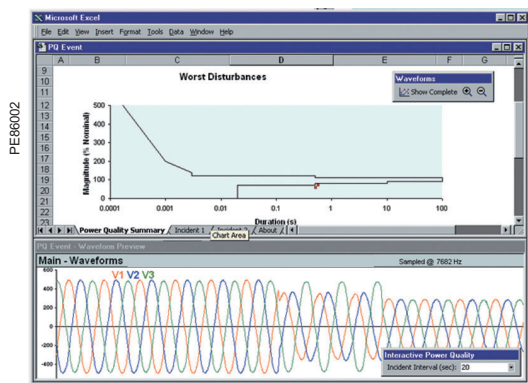 PE86002
Microsoft Excel
File Edit View Insert Format Tools Data Window Help
PQ Event
A B C D E F G
9
10
11
12
13
14
15
16
17
18
19
20
21
22
23
Worst Disturbances
Waveforms
Show Complete
Magnitude (% Nominal)
500
400
300
200
100
0
0.0001 0.001 0.01 0.1 1 10 100
Duration (s)
Power Quality Summary Incident 1 About
Chart Area
PQ Event - Waveform Preview
Main - Waveforms
Sampled @ 7682 Hz
V1 V2 V3
600
400
200
0
-200
-400
Interactive Power Quality
Incident Interval (sec): 20